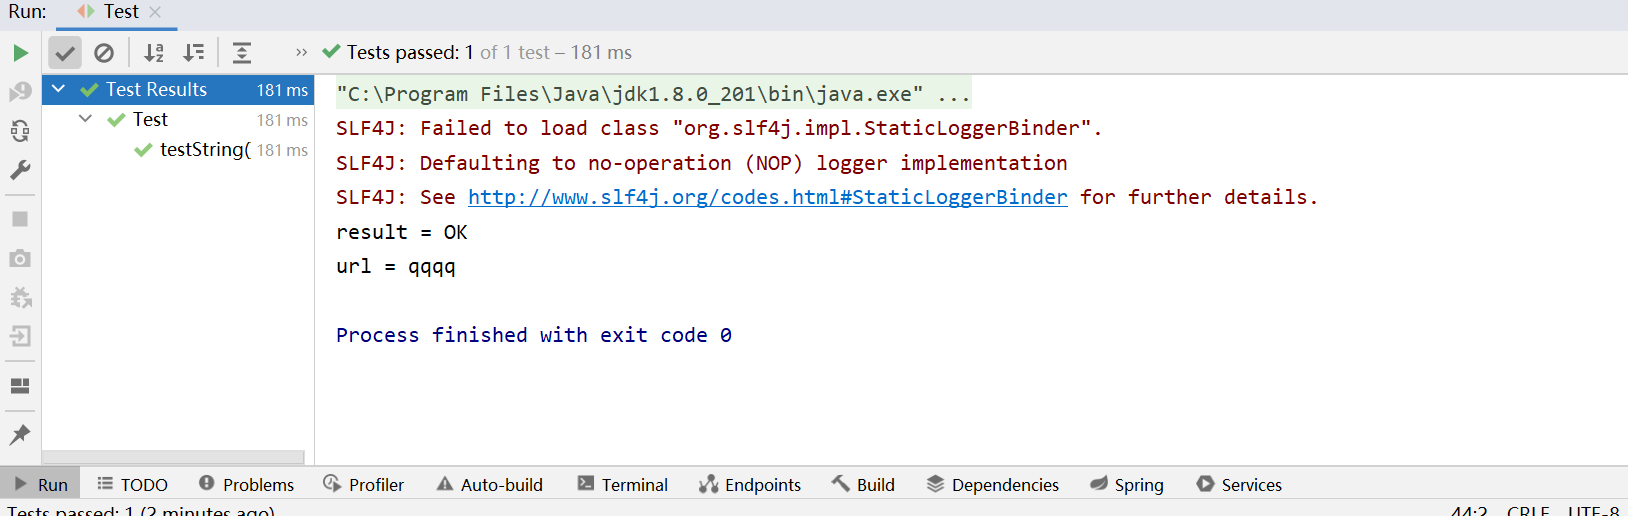 Run: Test
Tests passed: 1 of 1 test – 181 ms
Test Results 181 ms
Test 181 ms
testString( 181 ms
"C:\Program Files\Java\jdk1.8.0_201\bin\java.exe" ...
SLF4J: Failed to load class "org.slf4j.impl.StaticLoggerBinder".
SLF4J: Defaulting to no-operation (NOP) logger implementation
SLF4J: See http://www.slf4j.org/codes.html#StaticLoggerBinder for further details.
result = OK
url = qqqq
Process finished with exit code 0
Run TODO Problems Profiler Auto-build Terminal Endpoints Build Dependencies Spring Services
Tests passed: 1 (2 minutes ago) 44:2 CRLF UTF-8